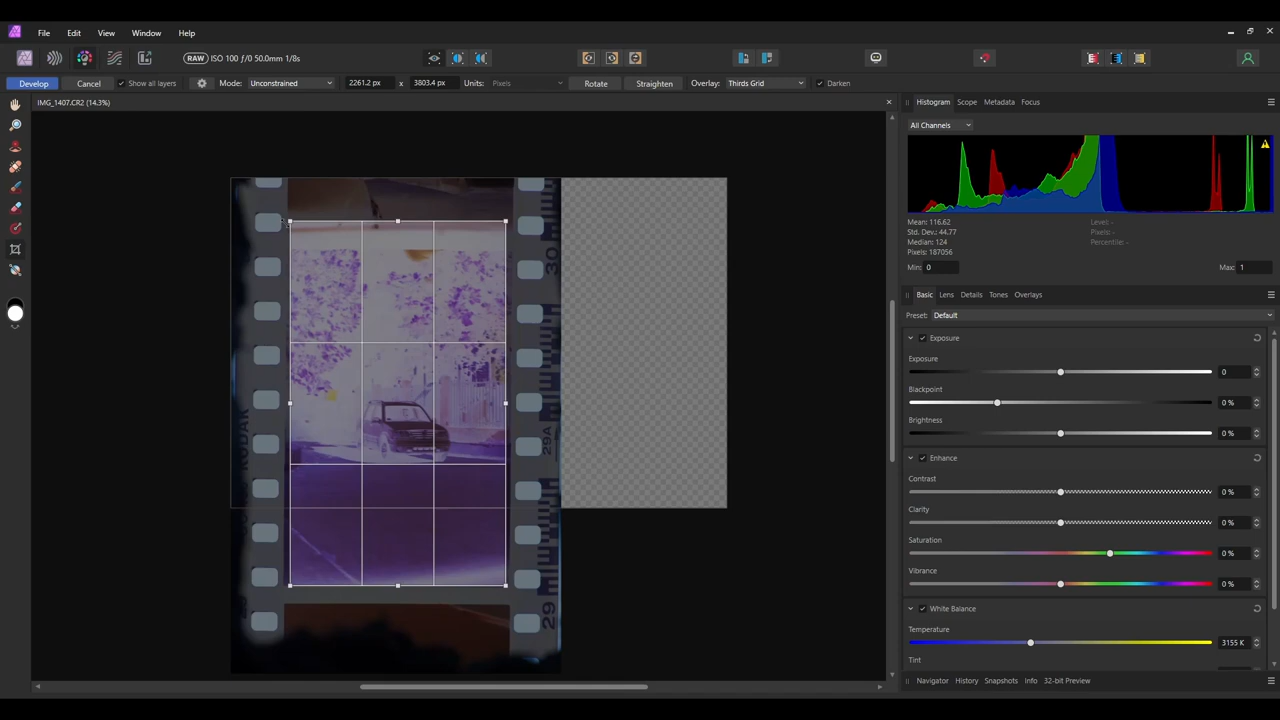 File Edit View Window Help
RAW ISO 100 ƒ/0 50.0mm 1/8s
Develop Cancel Show all layers Mode: Unconstrained 2261.2 px x 3803.4 px Units: Pixels Rotate Straighten Overlay: Thirds Grid Darken
IMG_1407.CR2 (14.3%)
30
29A
KODAK
29
Histogram Scope Metadata Focus
All Channels
Mean: 116.62 Level: -
Std. Dev.: 44.77 Pixels: -
Median: 124 Percentile: -
Pixels: 187056
Min: 0 Max: 1
Basic Lens Details Tones Overlays
Preset: Default
Exposure
Exposure
0
Blackpoint
0 %
Brightness
0 %
Enhance
Contrast
0 %
Clarity
0 %
Saturation
0 %
Vibrance
0 %
White Balance
Temperature
3155 K
Tint
Navigator History Snapshots Info 32-bit Preview